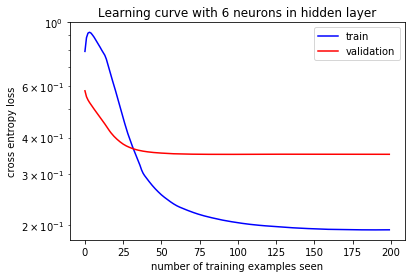 Learning curve with 6 neurons in hidden layer
10⁰
6 × 10⁻¹
4 × 10⁻¹
3 × 10⁻¹
2 × 10⁻¹
cross entropy loss
train
validation
0 25 50 75 100 125 150 175 200
number of training examples seen